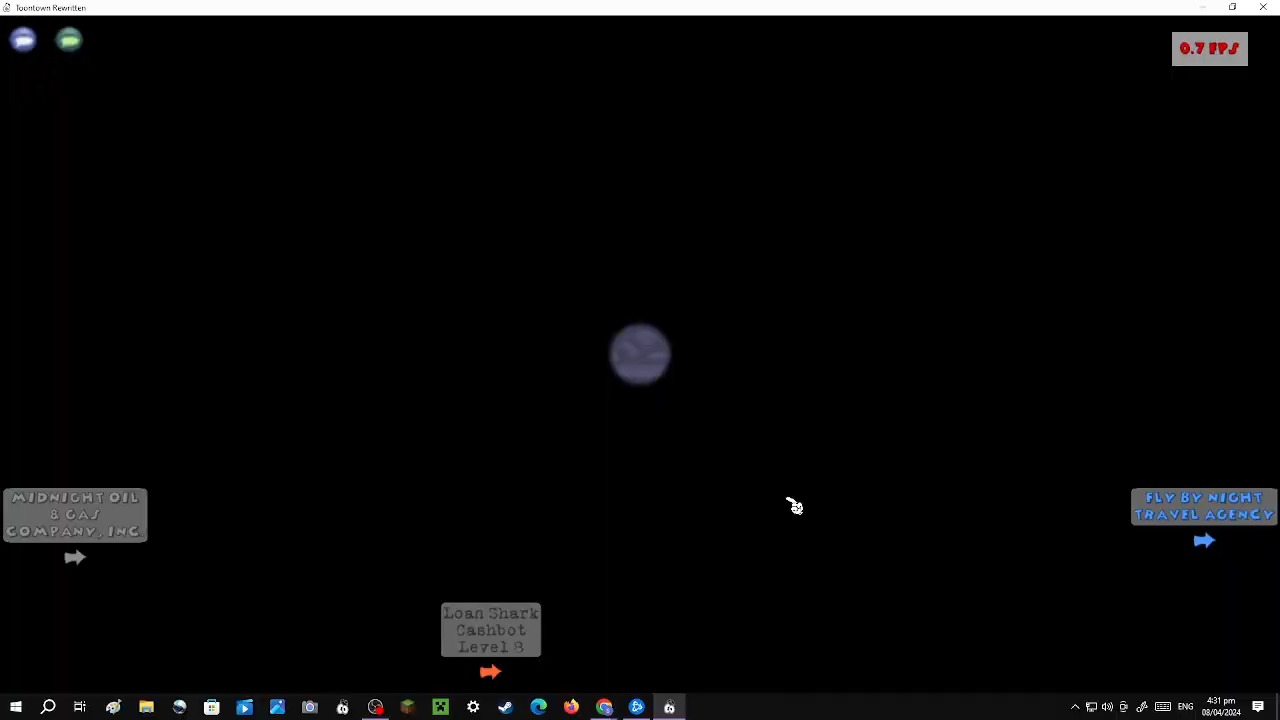 Toontown Rewritten
0.7 FPS
MIDNIGHT OIL
& GAS
COMPANY, INC.
FLY BY NIGHT
TRAVEL AGENCY
Loan Shark
Cashbot
Level 8
ENG
4:31 pm
03/04/2024